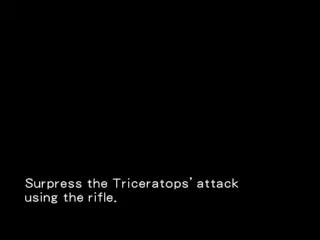 Surpress the Triceratops' attack
using the rifle.